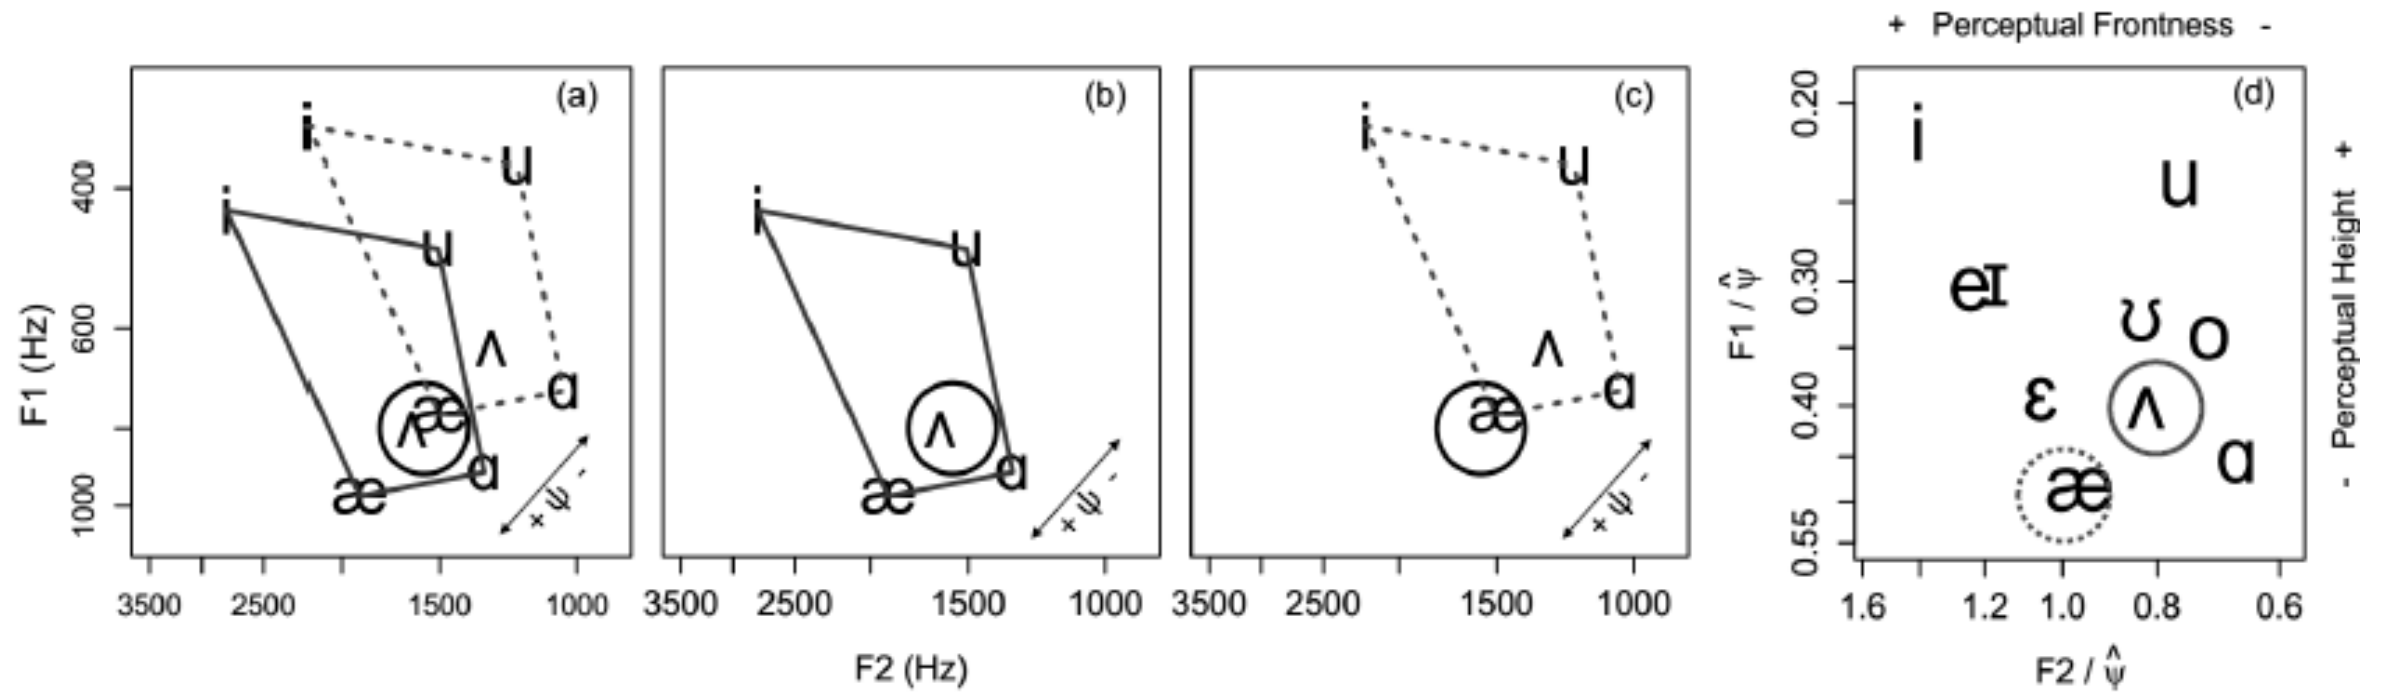 (a)
i
u
i
u
ʌ
æ
ʌ
ɑ
æ
ɑ
+ ψ -
400
600
1000
F1 (Hz)
3500 2500 1500 1000
(b)
i
u
ʌ
æ
ɑ
+ ψ -
3500 2500 1500 1000
F2 (Hz)
(c)
i
u
ʌ
æ
ɑ
+ ψ -
3500 2500 1500 1000
+ Perceptual Frontness -
(d)
i
u
eɪ
ʊ
o
ɛ
ʌ
ɑ
æ
0.20
0.30
0.40
0.55
F1 / ψ̂
- Perceptual Height +
1.6 1.2 1.0 0.8 0.6
F2 / ψ̂